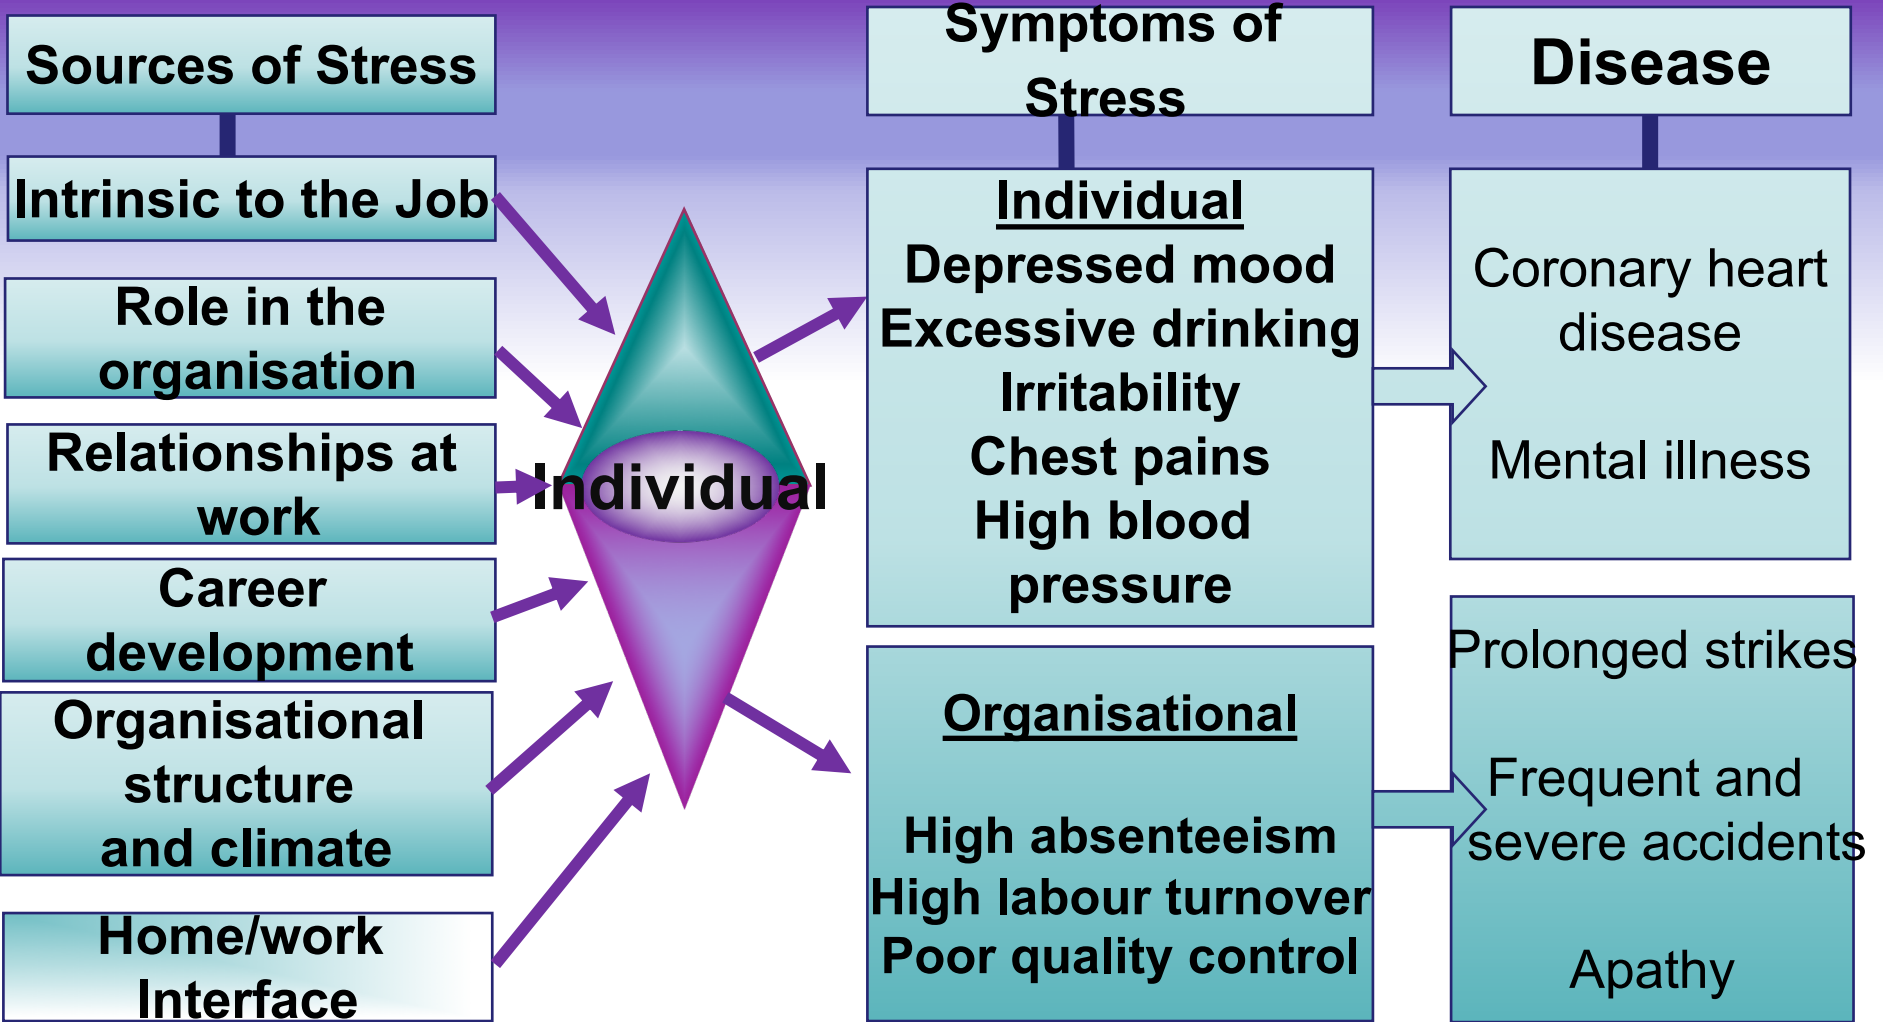 Sources of Stress
Intrinsic to the Job
Role in the
organisation
Relationships at
work
Career
development
Organisational
structure
and climate
Home/work
Interface
Individual
Symptoms of
Stress
Individual
Depressed mood
Excessive drinking
Irritability
Chest pains
High blood
pressure
Organisational
High absenteeism
High labour turnover
Poor quality control
Disease
Coronary heart
disease
Mental illness
Prolonged strikes
Frequent and
severe accidents
Apathy